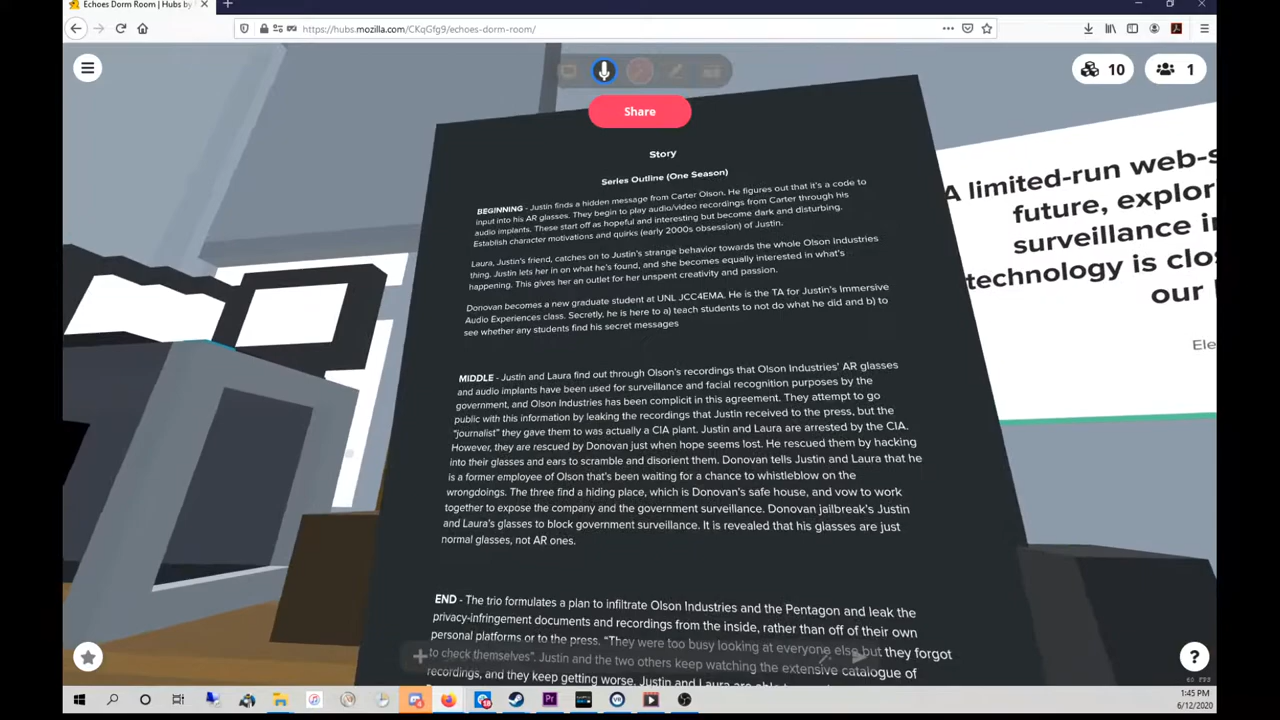 Echoes Dorm Room | Hubs by
https://hubs.mozilla.com/CKqGfg9/echoes-dorm-room/
10
1
Share
Story
Series Outline (One Season)
BEGINNING - Justin finds a hidden message from Carter Olson. He figures out that it's a code to
input into his AR glasses. They begin to play audio/video recordings from Carter through his
audio implants. These start off as hopeful and interesting but become dark and disturbing.
Establish character motivations and quirks (early 2000s obsession) of Justin.
Laura, Justin's friend, catches on to Justin's strange behavior towards the whole Olson Industries
thing. Justin lets her in on what he's found, and she becomes equally interested in what's
happening. This gives her an outlet for her unspent creativity and passion.
Donovan becomes a new graduate student at UNL JCC4EMA. He is the TA for Justin's Immersive
Audio Experiences class. Secretly, he is here to a) teach students to not do what he did and b) to
see whether any students find his secret messages
MIDDLE - Justin and Laura find out through Olson's recordings that Olson Industries' AR glasses
and audio implants have been used for surveillance and facial recognition purposes by the
government, and Olson Industries has been complicit in this agreement. They attempt to go
public with this information by leaking the recordings that Justin received to the press, but the
"journalist" they gave them to was actually a CIA plant. Justin and Laura are arrested by the CIA.
However, they are rescued by Donovan just when hope seems lost. He rescued them by hacking
into their glasses and ears to scramble and disorient them. Donovan tells Justin and Laura that he
is a former employee of Olson that's been waiting for a chance to whistleblow on the
wrongdoings. The three find a hiding place, which is Donovan's safe house, and vow to work
together to expose the company and the government surveillance. Donovan jailbreak's Justin
and Laura's glasses to block government surveillance. It is revealed that his glasses are just
normal glasses, not AR ones.
END - The trio formulates a plan to infiltrate Olson Industries and the Pentagon and leak the
privacy-infringement documents and recordings from the inside, rather than off of their own
personal platforms or to the press. "They were too busy looking at everyone else but they forgot
to check themselves". Justin and the two others keep watching the extensive catalogue of
recordings, and they keep getting worse. Justin and Laura are
A limited-run web-s
future, explor
surveillance i
technology is clos
our
Ele
?
60 FPS
1:45 PM
6/12/2020